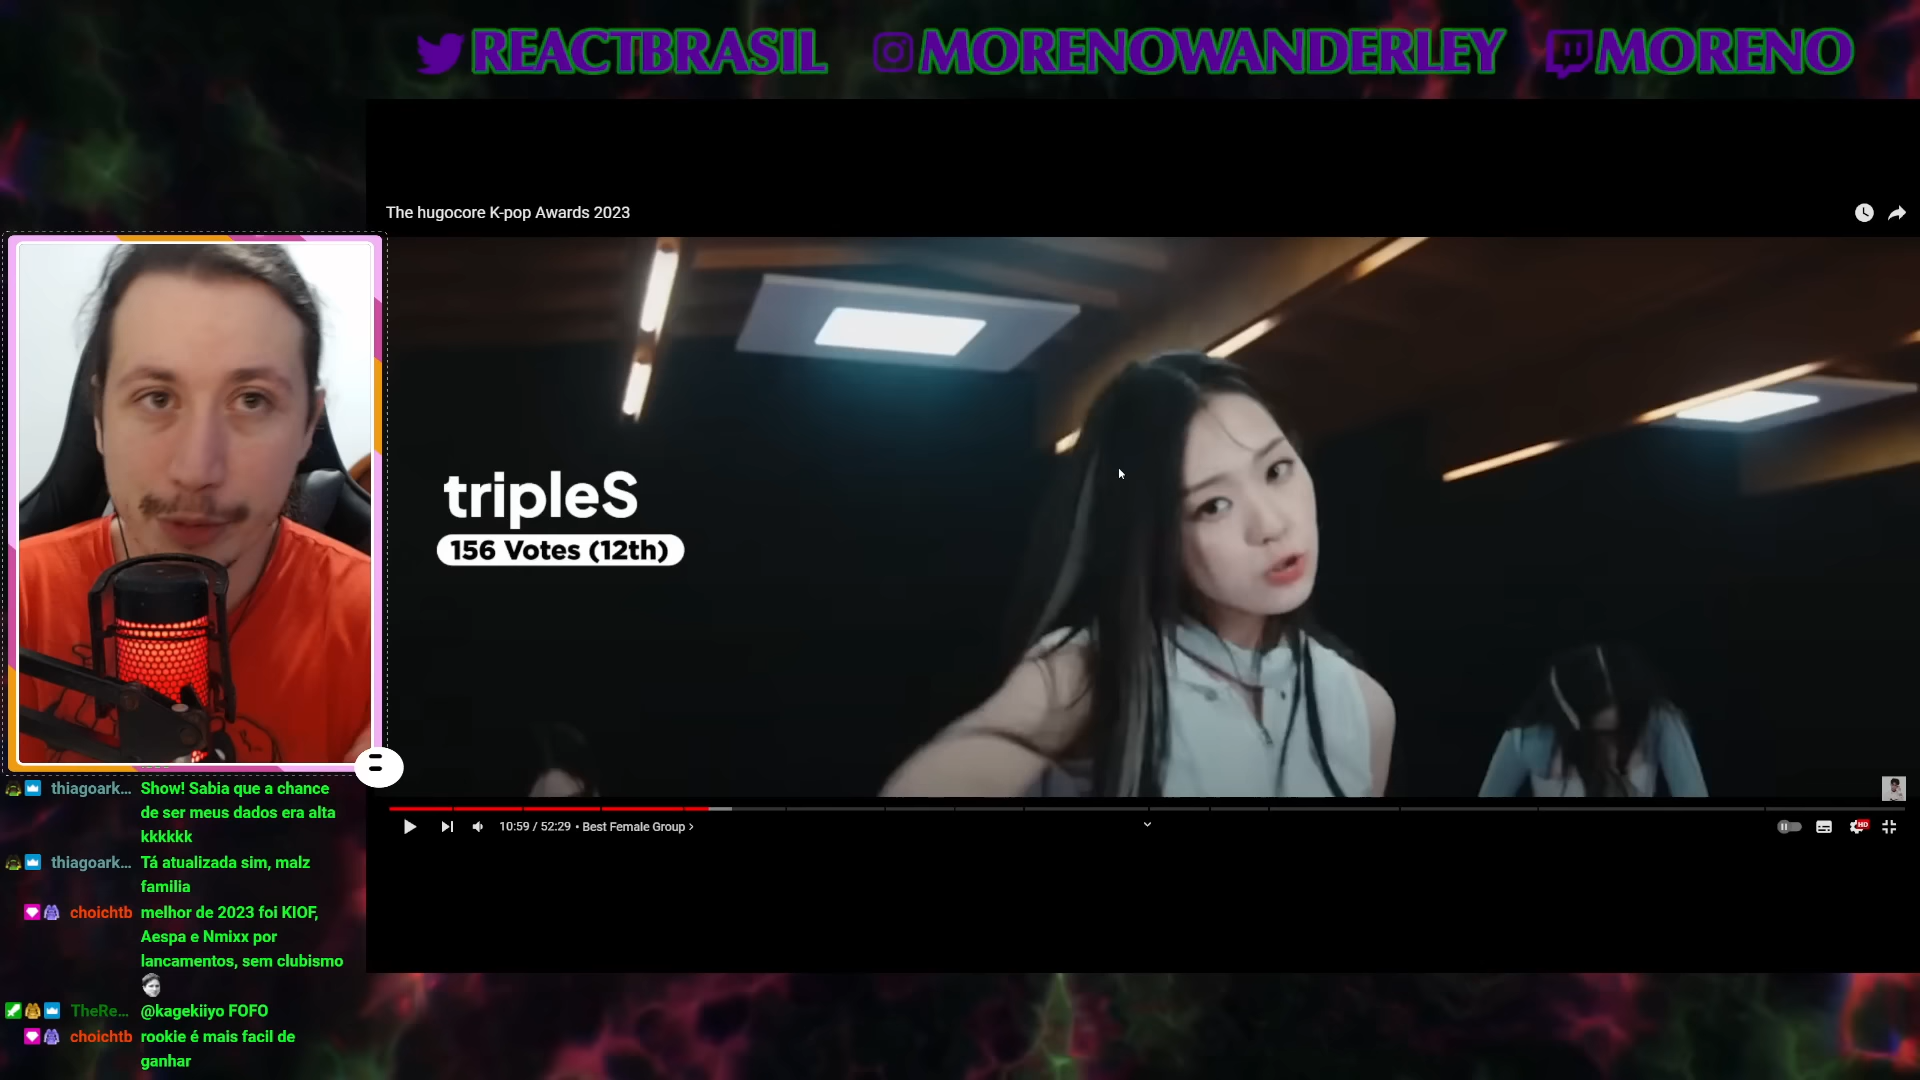 REACTBRASIL MORENOWANDERLEY MORENO
The hugocore K-pop Awards 2023
tripleS
156 Votes (12th)
10:59 / 52:29 • Best Female Group >
HD
thiagoark... Show! Sabia que a chance
de ser meus dados era alta
kkkkkk
thiagoark... Tá atualizada sim, malz
familia
choichtb melhor de 2023 foi KIOF,
Aespa e Nmixx por
lancamentos, sem clubismo
TheRe... @kagekiiyo FOFO
choichtb rookie é mais facil de
ganhar